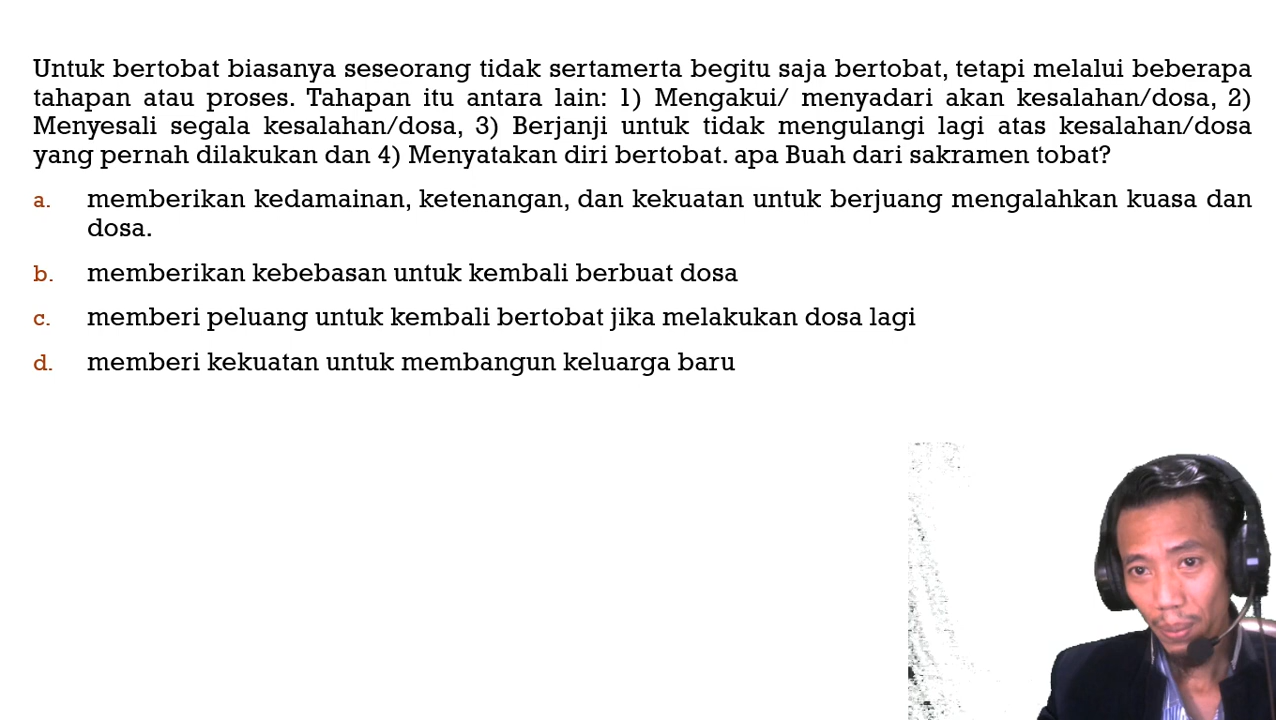 Untuk bertobat biasanya seseorang tidak sertamerta begitu saja bertobat, tetapi melalui beberapa
tahapan atau proses. Tahapan itu antara lain: 1) Mengakui/ menyadari akan kesalahan/dosa, 2)
Menyesali segala kesalahan/dosa, 3) Berjanji untuk tidak mengulangi lagi atas kesalahan/dosa
yang pernah dilakukan dan 4) Menyatakan diri bertobat. apa Buah dari sakramen tobat?
a. memberikan kedamainan, ketenangan, dan kekuatan untuk berjuang mengalahkan kuasa dan
dosa.
b. memberikan kebebasan untuk kembali berbuat dosa
c. memberi peluang untuk kembali bertobat jika melakukan dosa lagi
d. memberi kekuatan untuk membangun keluarga baru